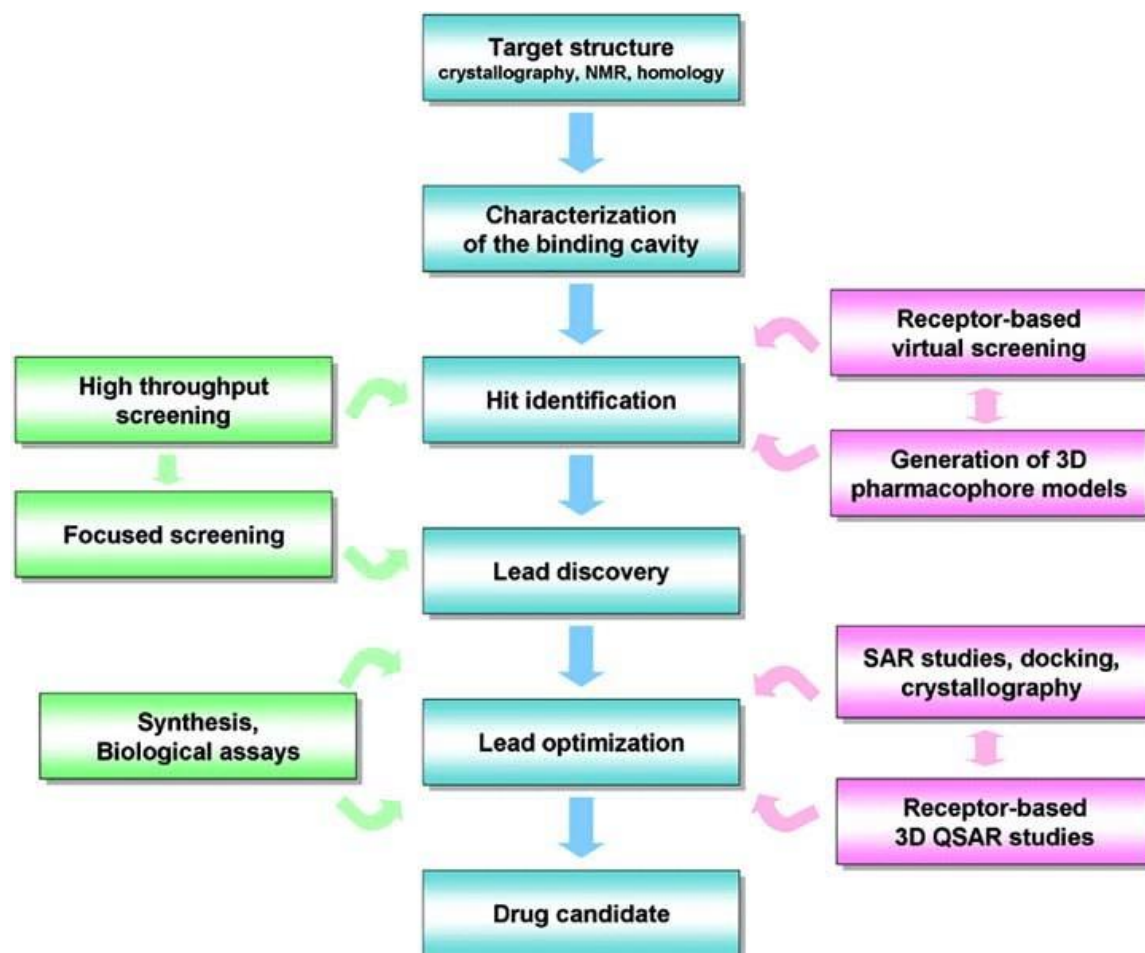 Target structure
crystallography, NMR, homology
Characterization
of the binding cavity
Receptor-based
virtual screening
High throughput
screening
Hit identification
Generation of 3D
pharmacophore models
Focused screening
Lead discovery
SAR studies, docking,
crystallography
Synthesis,
Biological assays
Lead optimization
Receptor-based
3D QSAR studies
Drug candidate